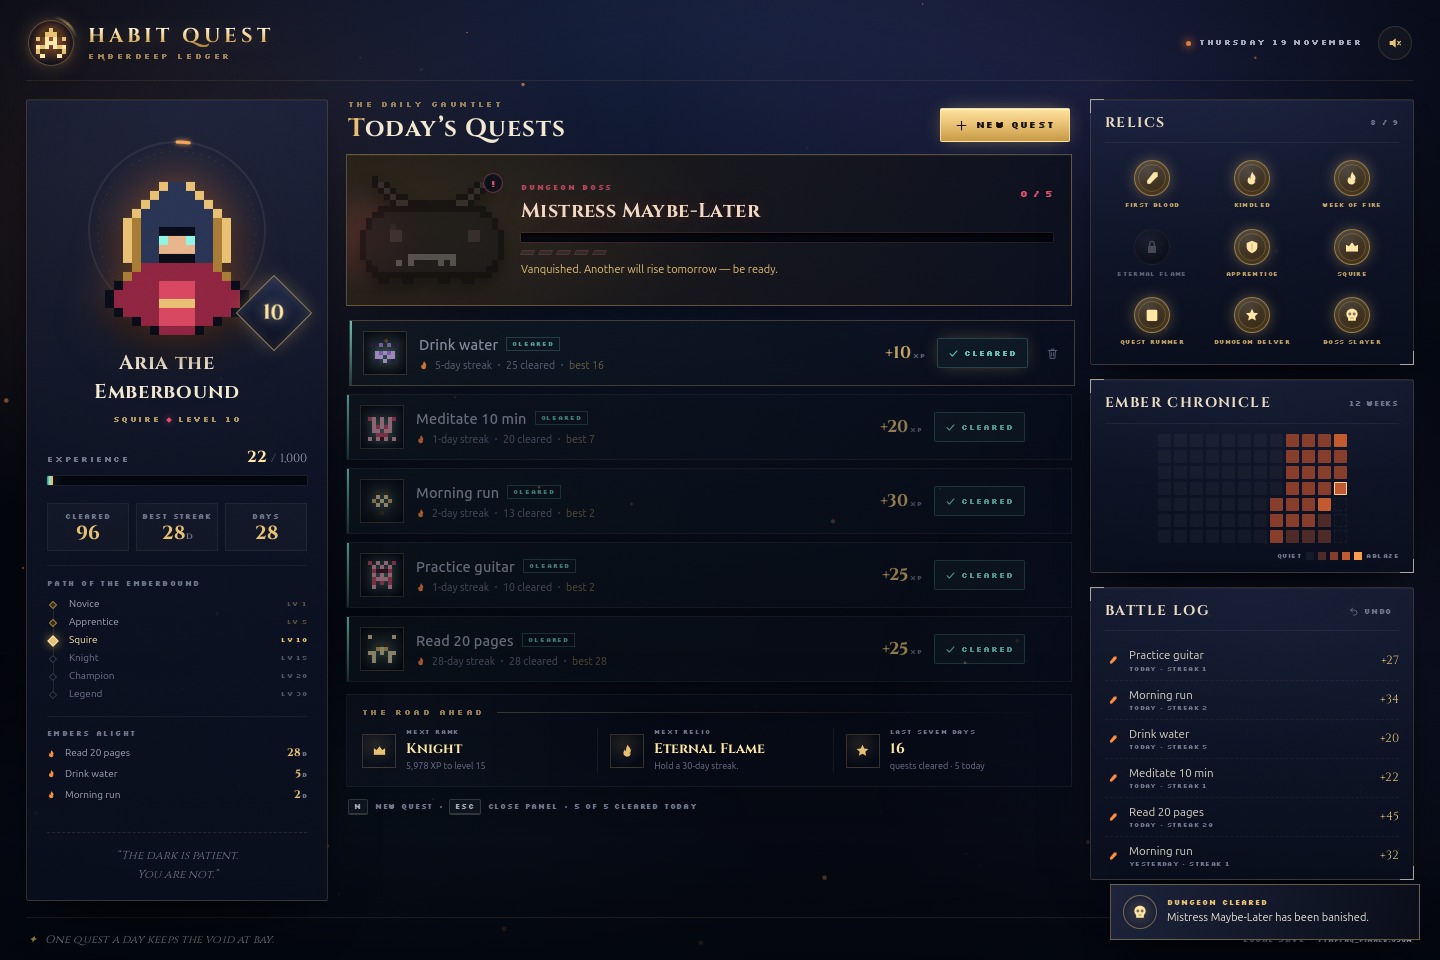 HABIT QUEST
EMBERDEEP LEDGER
THURSDAY 19 NOVEMBER
10
ARIA THE
EMBERBOUND
SQUIRE ◆ LEVEL 10
EXPERIENCE
22 / 1,000
CLEARED
96
BEST STREAK
28D
DAYS
28
PATH OF THE EMBERBOUND
Novice LV 1
Apprentice LV 5
Squire LV 10
Knight LV 15
Champion LV 20
Legend LV 30
EMBERS ALIGHT
Read 20 pages 28D
Drink water 5D
Morning run 2D
"THE DARK IS PATIENT.
YOU ARE NOT."
THE DAILY GAUNTLET
TODAY'S QUESTS
+ NEW QUEST
!
DUNGEON BOSS
0 / 5
MISTRESS MAYBE-LATER
Vanquished. Another will rise tomorrow — be ready.
Drink water CLEARED
5-day streak · 25 cleared · best 16
+10 XP
✓ CLEARED
Meditate 10 min CLEARED
1-day streak · 20 cleared · best 7
+20 XP
✓ CLEARED
Morning run CLEARED
2-day streak · 13 cleared · best 2
+30 XP
✓ CLEARED
Practice guitar CLEARED
1-day streak · 10 cleared · best 2
+25 XP
✓ CLEARED
Read 20 pages CLEARED
28-day streak · 28 cleared · best 28
+25 XP
✓ CLEARED
THE ROAD AHEAD
NEXT RANK
KNIGHT
5,978 XP to level 15
NEXT RELIC
ETERNAL FLAME
Hold a 30-day streak.
LAST SEVEN DAYS
16
quests cleared · 5 today
N NEW QUEST · ESC CLOSE PANEL · 5 OF 5 CLEARED TODAY
RELICS
8 / 9
FIRST BLOOD
KINDLED
WEEK OF FIRE
ETERNAL FLAME
APPRENTICE
SQUIRE
QUEST RUNNER
DUNGEON DELVER
BOSS SLAYER
EMBER CHRONICLE
12 WEEKS
QUIET
ABLAZE
BATTLE LOG
UNDO
Practice guitar
TODAY · STREAK 1
+27
Morning run
TODAY · STREAK 2
+34
Drink water
TODAY · STREAK 5
+20
Meditate 10 min
TODAY · STREAK 1
+22
Read 20 pages
TODAY · STREAK 28
+45
Morning run
YESTERDAY · STREAK 1
+32
DUNGEON CLEARED
Mistress Maybe-Later has been banished.
ONE QUEST A DAY KEEPS THE VOID AT BAY.